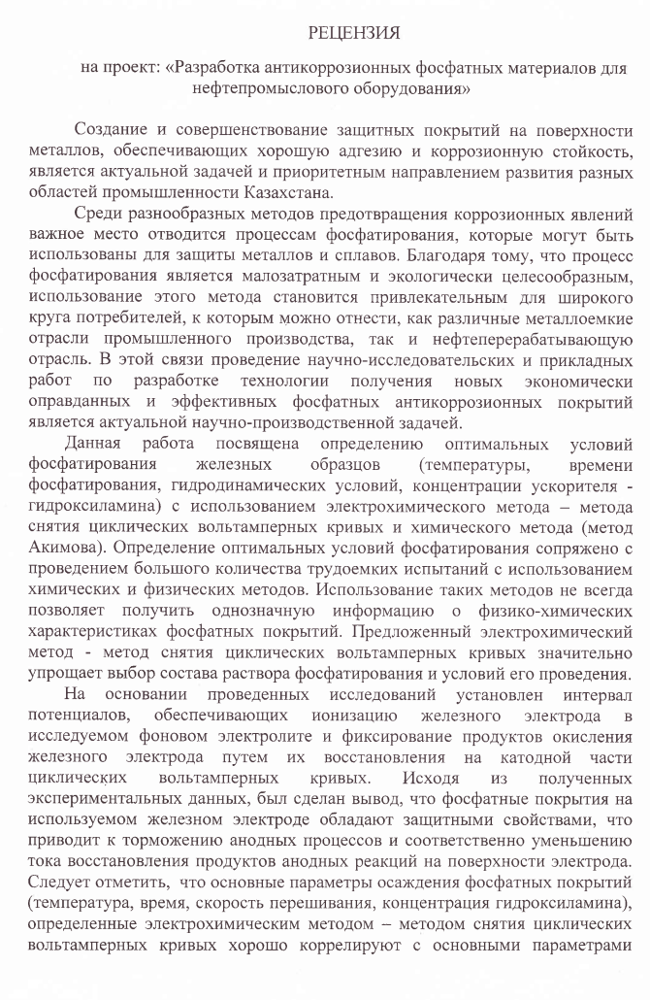 РЕЦЕНЗИЯ
на проект: «Разработка антикоррозионных фосфатных материалов для
нефтепромыслового оборудования»
Создание и совершенствование защитных покрытий на поверхности
металлов, обеспечивающих хорошую адгезию и коррозионную стойкость,
является актуальной задачей и приоритетным направлением развития разных
областей промышленности Казахстана.
Среди разнообразных методов предотвращения коррозионных явлений
важное место отводится процессам фосфатирования, которые могут быть
использованы для защиты металлов и сплавов. Благодаря тому, что процесс
фосфатирования является малозатратным и экологически целесообразным,
использование этого метода становится привлекательным для широкого
круга потребителей, к которым можно отнести, как различные металлоемкие
отрасли промышленного производства, так и нефтеперерабатывающую
отрасль. В этой связи проведение научно-исследовательских и прикладных
работ по разработке технологии получения новых экономически
оправданных и эффективных фосфатных антикоррозионных покрытий
является актуальной научно-производственной задачей.
Данная работа посвящена определению оптимальных условий
фосфатирования железных образцов (температуры, времени
фосфатирования, гидродинамических условий, концентрации ускорителя -
гидроксиламина) с использованием электрохимического метода – метода
снятия циклических вольтамперных кривых и химического метода (метод
Акимова). Определение оптимальных условий фосфатирования сопряжено с
проведением большого количества трудоемких испытаний с использованием
химических и физических методов. Использование таких методов не всегда
позволяет получить однозначную информацию о физико-химических
характеристиках фосфатных покрытий. Предложенный электрохимический
метод - метод снятия циклических вольтамперных кривых значительно
упрощает выбор состава раствора фосфатирования и условий его проведения.
На основании проведенных исследований установлен интервал
потенциалов, обеспечивающих ионизацию железного электрода в
исследуемом фоновом электролите и фиксирование продуктов окисления
железного электрода путем их восстановления на катодной части
циклических вольтамперных кривых. Исходя из полученных
экспериментальных данных, был сделан вывод, что фосфатные покрытия на
используемом железном электроде обладают защитными свойствами, что
приводит к торможению анодных процессов и соответственно уменьшению
тока восстановления продуктов анодных реакций на поверхности электрода.
Следует отметить, что основные параметры осаждения фосфатных покрытий
(температура, время, скорость перешивания, концентрация гидроксиламина),
определенные электрохимическим методом – методом снятия циклических
вольтамперных кривых хорошо коррелируют с основными параметрами